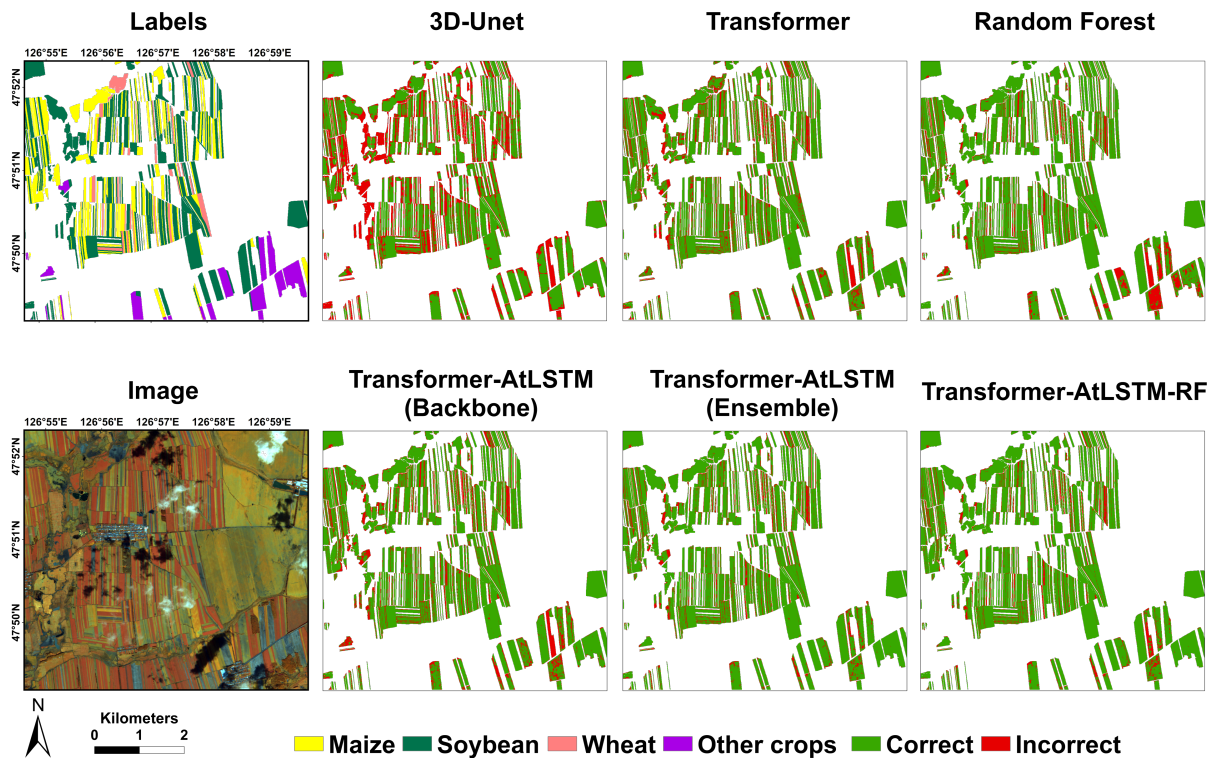 Labels
3D-Unet
Transformer
Random Forest
126°55'E 126°56'E 126°57'E 126°58'E 126°59'E
47°52'N
47°51'N
47°50'N
Image
Transformer-AtLSTM
(Backbone)
Transformer-AtLSTM
(Ensemble)
Transformer-AtLSTM-RF
126°55'E 126°56'E 126°57'E 126°58'E 126°59'E
47°52'N
47°51'N
47°50'N
N
Kilometers
0 1 2
Maize Soybean Wheat Other crops Correct Incorrect